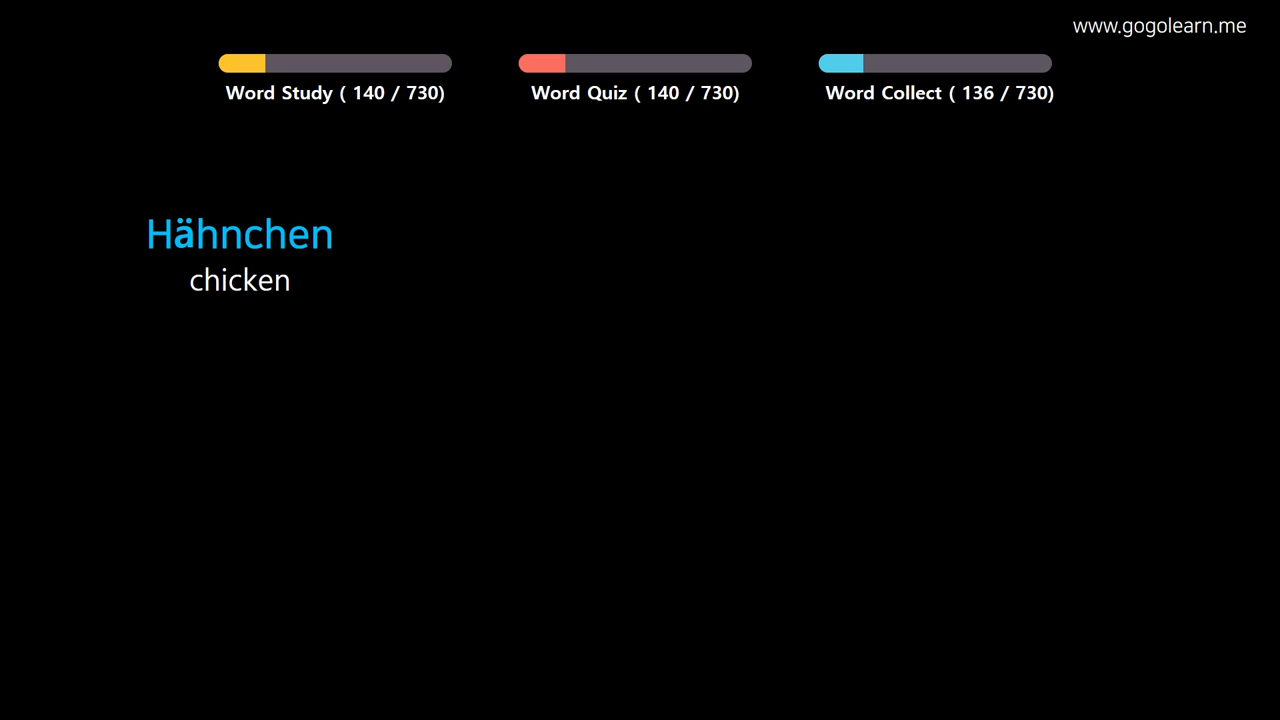 www.gogolearn.me
Word Study ( 140 / 730)
Word Quiz ( 140 / 730)
Word Collect ( 136 / 730)
Hähnchen
chicken